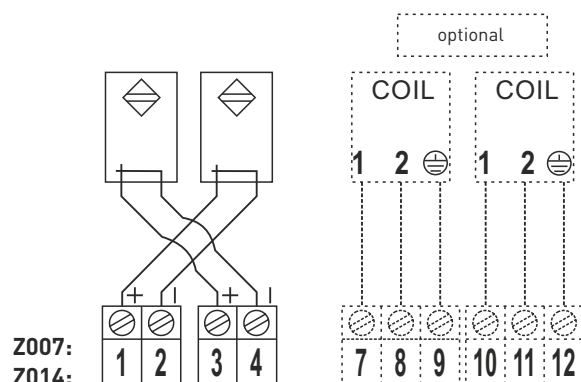 optional
COIL COIL
1 2 1 2
+ − + −
Z007: 1 2 3 4 7 8 9 10 11 12
Z014: